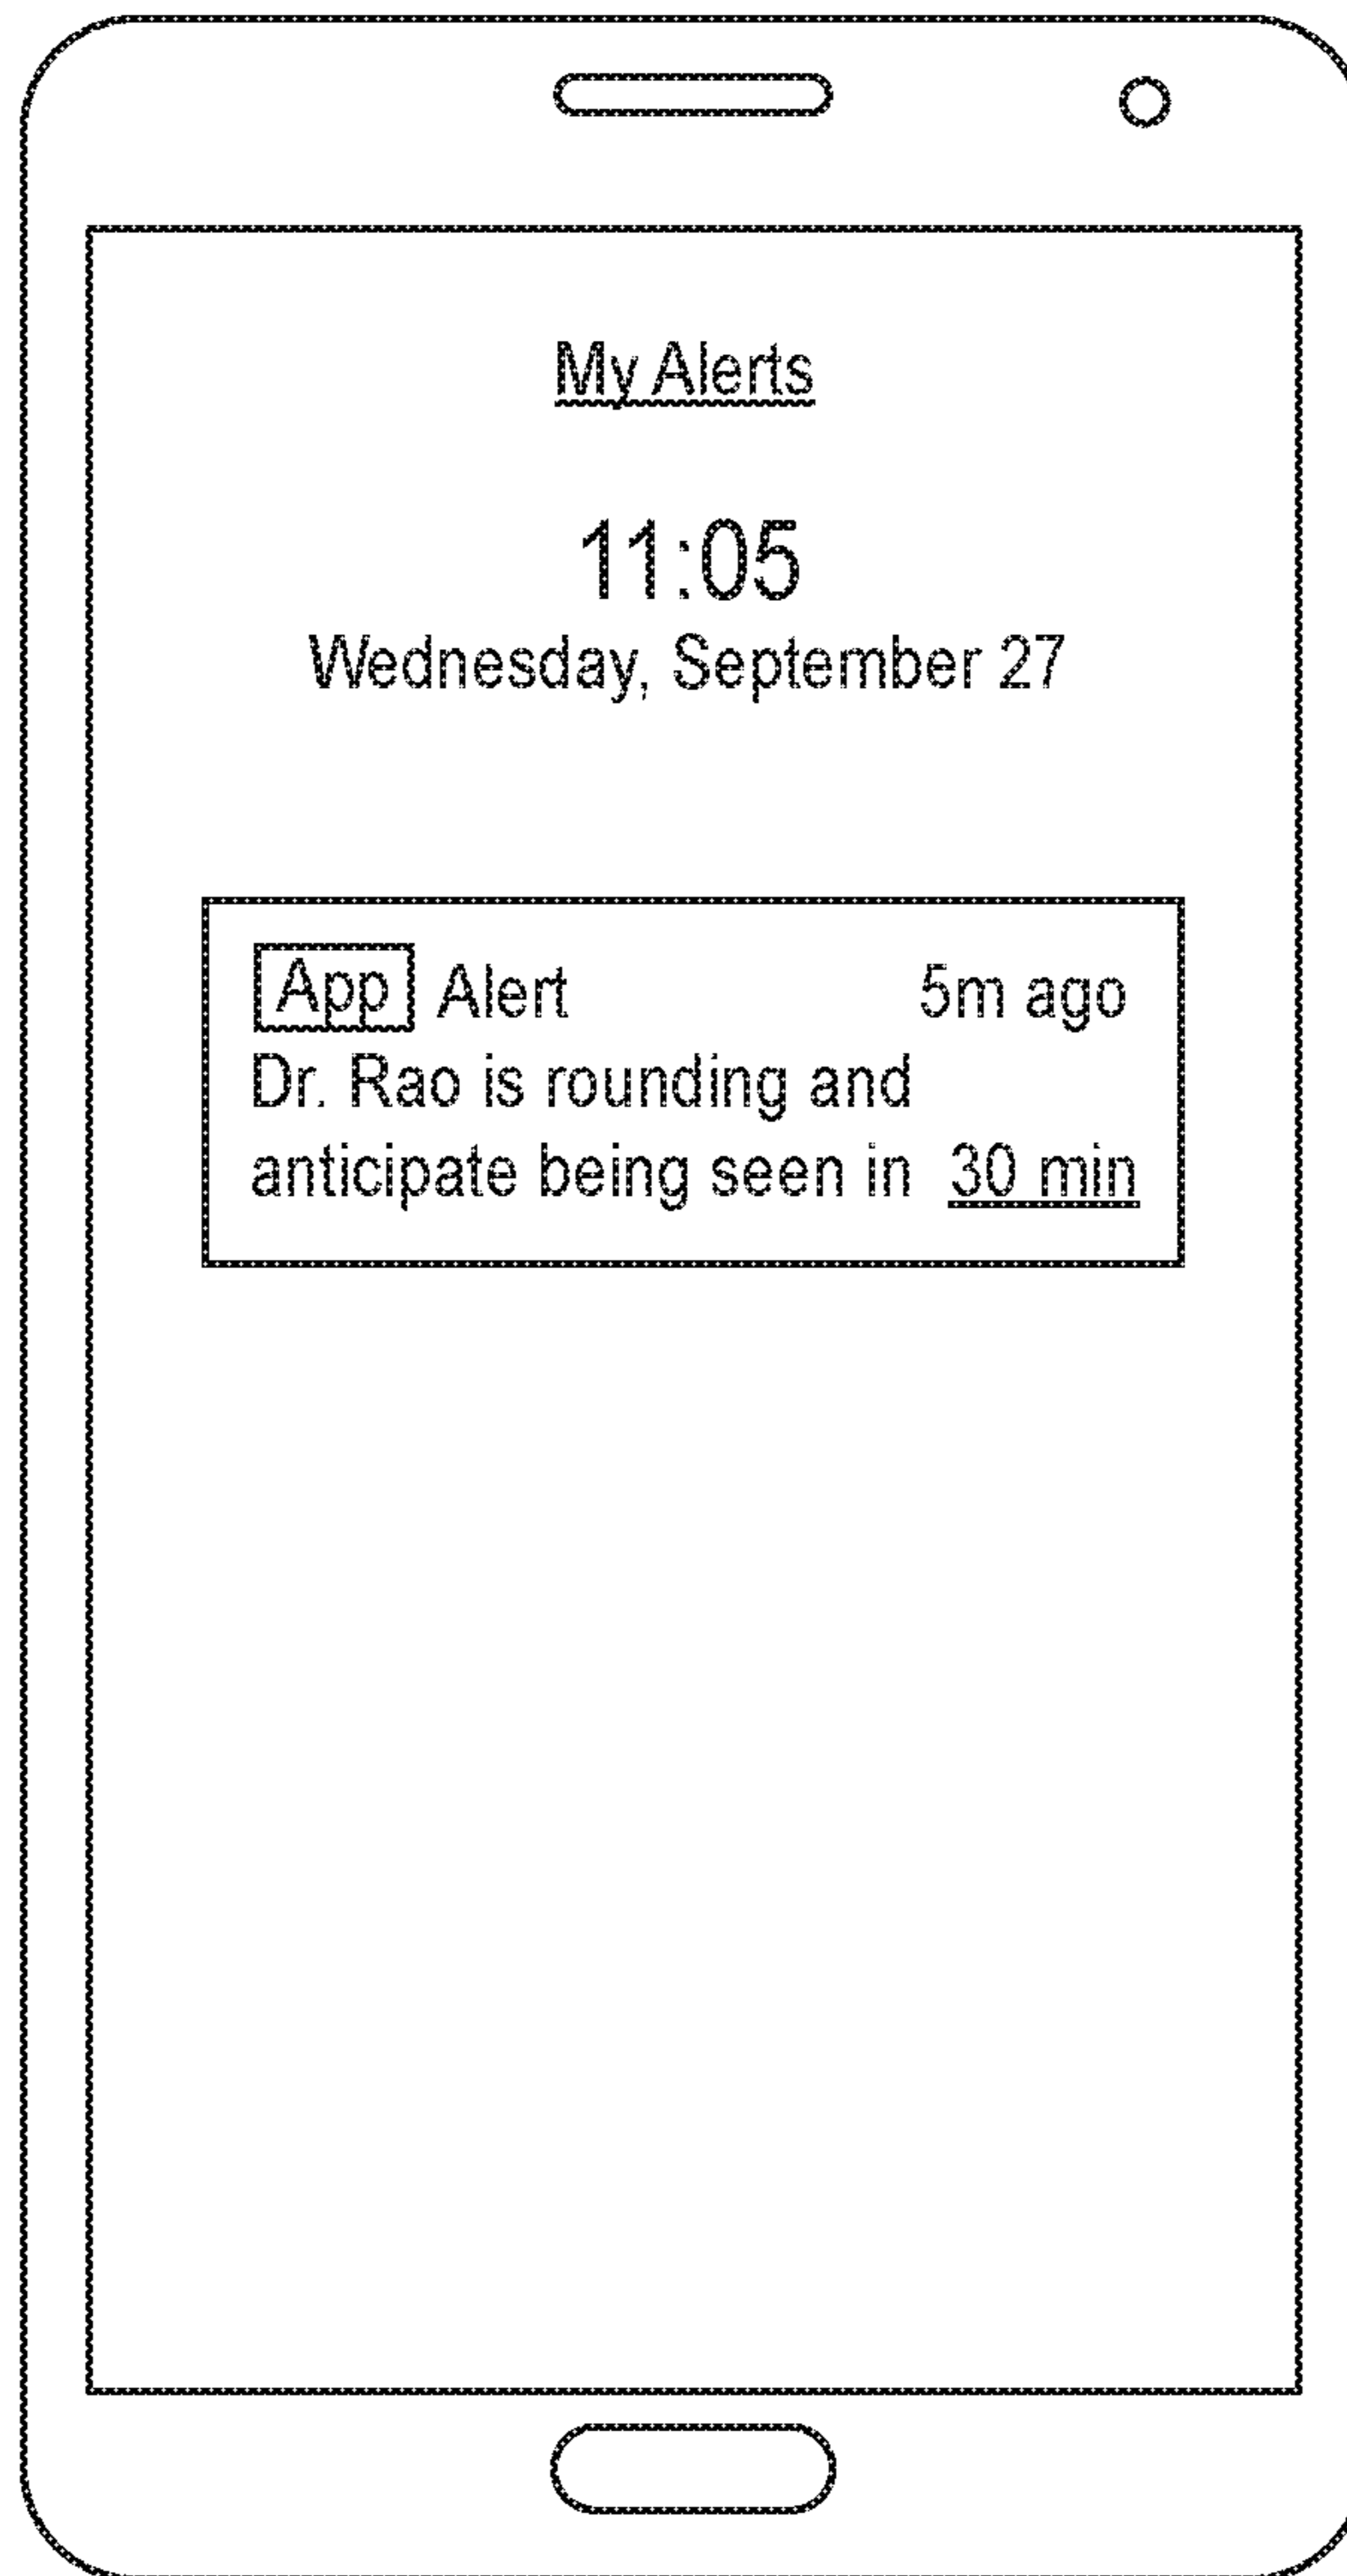 My Alerts
11:05
Wednesday, September 27
App Alert 5m ago
Dr. Rao is rounding and
anticipate being seen in 30 min